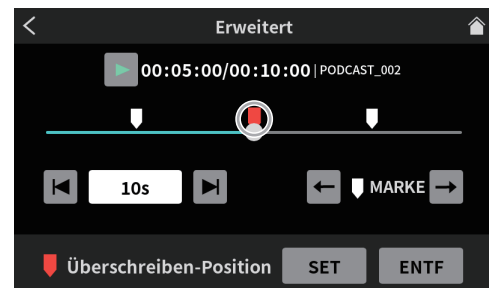 Erweitert
00:05:00/00:10:00 | PODCAST_002
10s MARKE
Überschreiben-Position SET ENTF